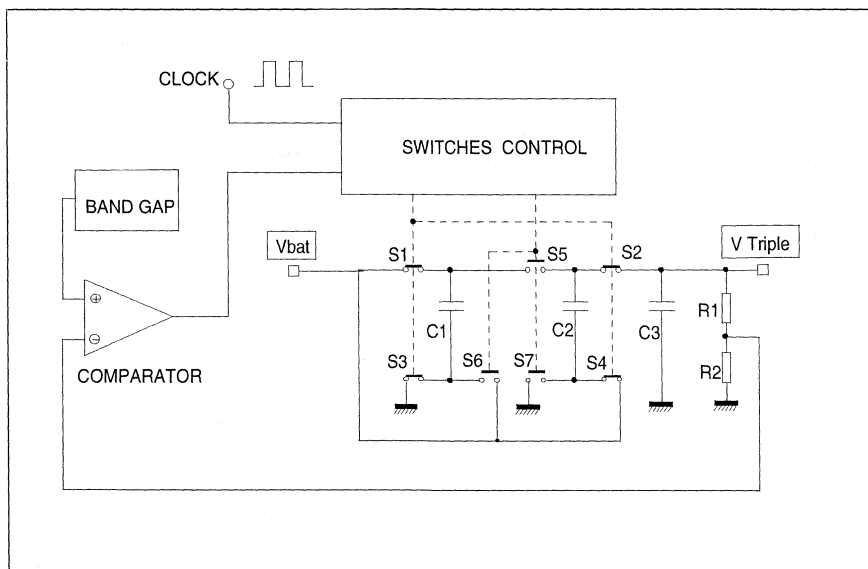 CLOCK
SWITCHES CONTROL
BAND GAP
Vbat
S1
S5
S2
V Triple
C1
C2
C3
R1
S3
S6
S7
S4
R2
COMPARATOR